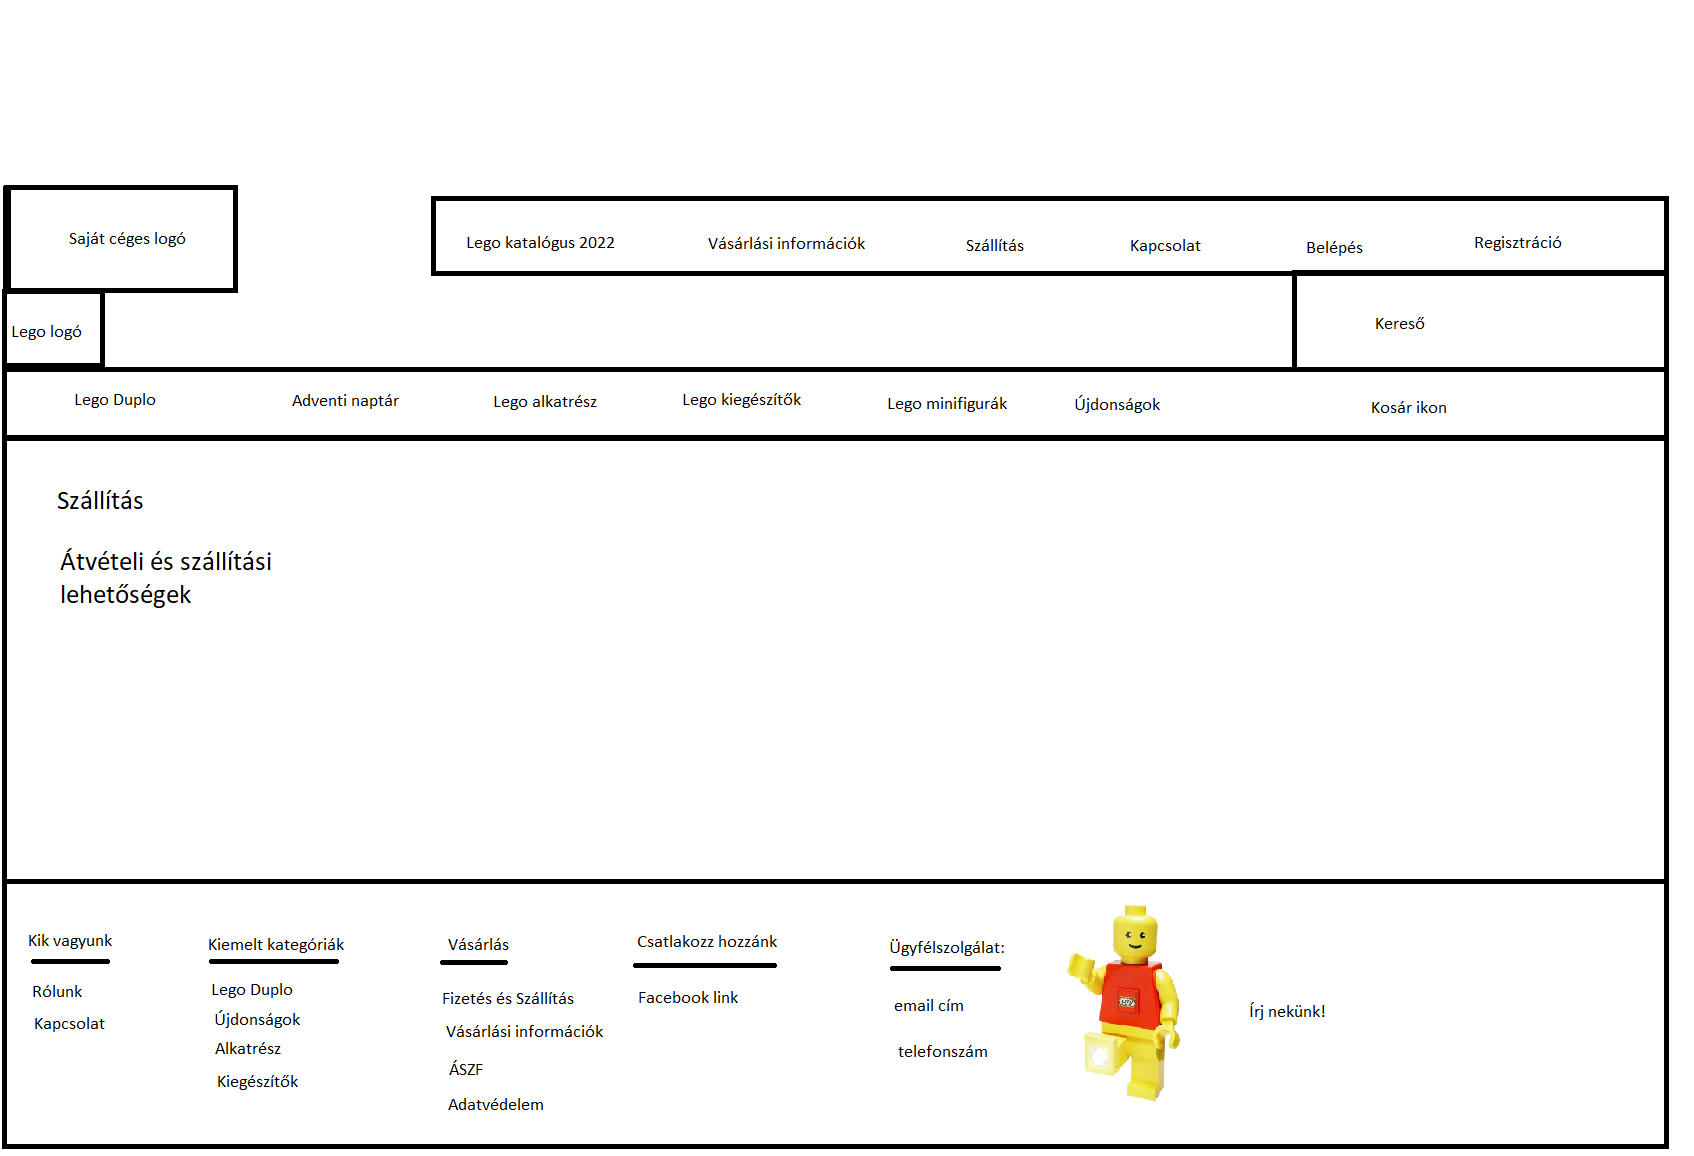 Saját céges logó
Lego katalógus 2022
Vásárlási információk
Szállítás
Kapcsolat
Belépés
Regisztráció
Lego logó
Kereső
Lego Duplo
Adventi naptár
Lego alkatrész
Lego kiegészítők
Lego minifigurák
Újdonságok
Kosár ikon
Szállítás
Átvételi és szállítási
lehetőségek
Kik vagyunk
Rólunk
Kapcsolat
Kiemelt kategóriák
Lego Duplo
Újdonságok
Alkatrész
Kiegészítők
Vásárlás
Fizetés és Szállítás
Vásárlási információk
ÁSZF
Adatvédelem
Csatlakozz hozzánk
Facebook link
Ügyfélszolgálat:
email cím
telefonszám
LEGO
Írj nekünk!